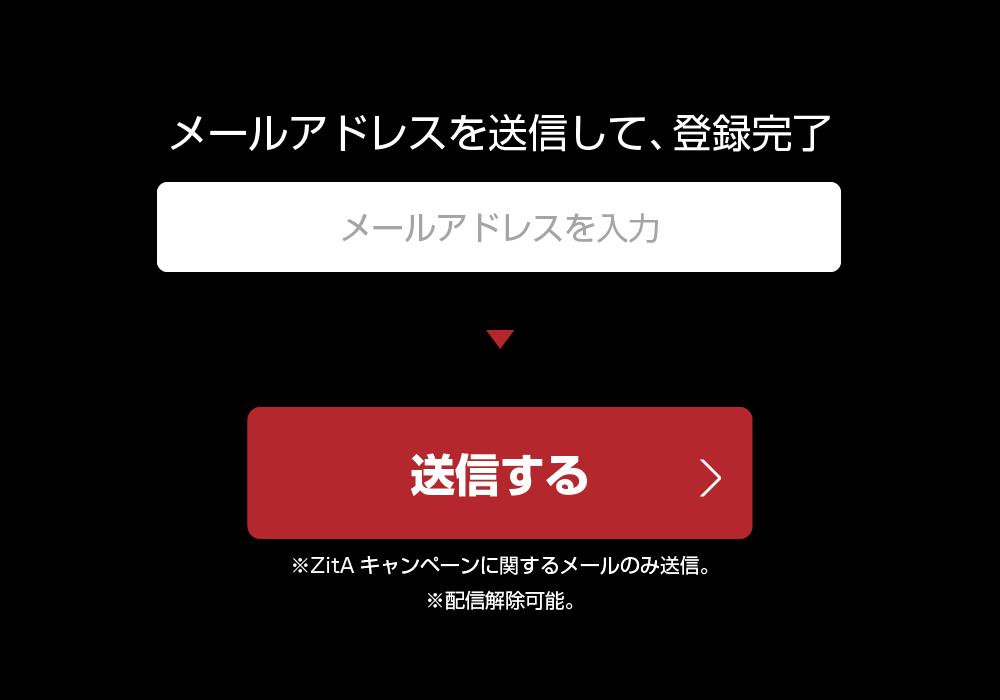 メールアドレスを送信して、登録完了
メールアドレスを入力
送信する
※ZitA キャンペーンに関するメールのみ送信。
※配信解除可能。